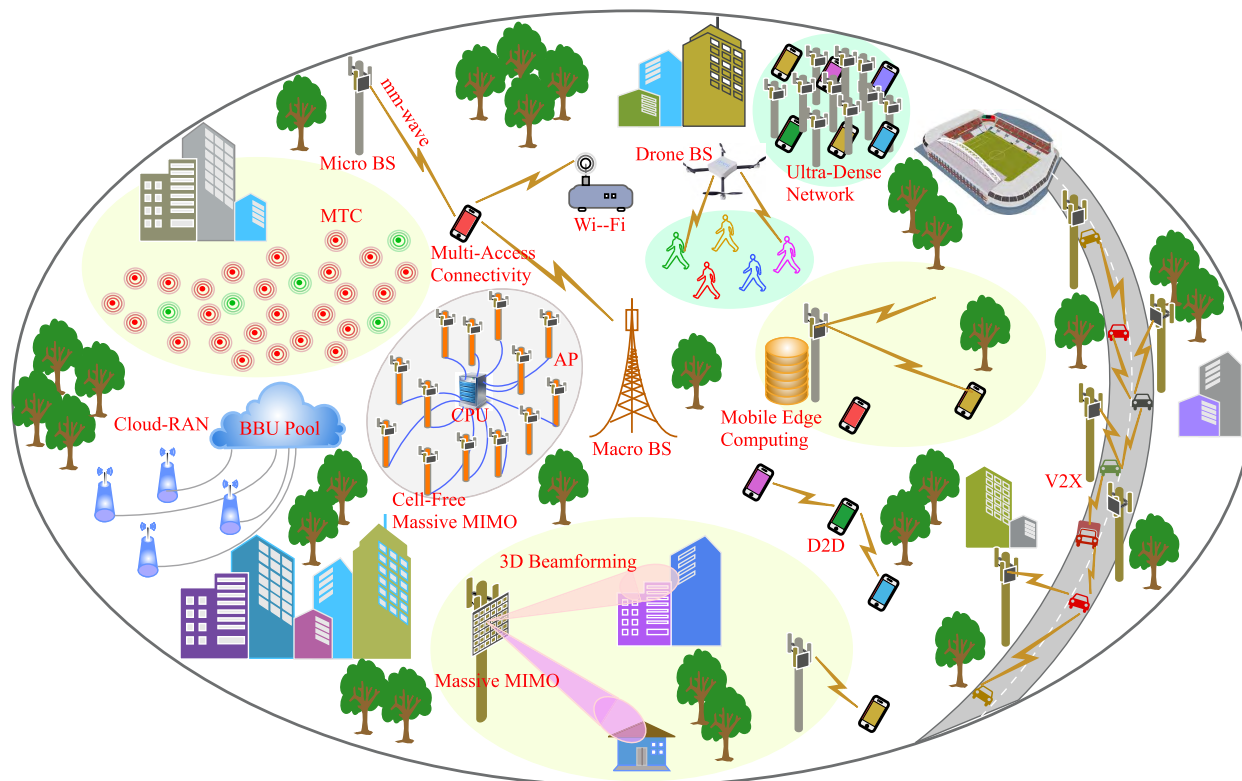 mm-wave
Micro BS
Drone BS
Ultra-Dense
Network
MTC
Wi--Fi
Multi-Access
Connectivity
AP
CPU
Mobile Edge
Computing
Cloud-RAN
BBU Pool
Macro BS
V2X
Cell-Free
Massive MIMO
D2D
3D Beamforming
Massive MIMO